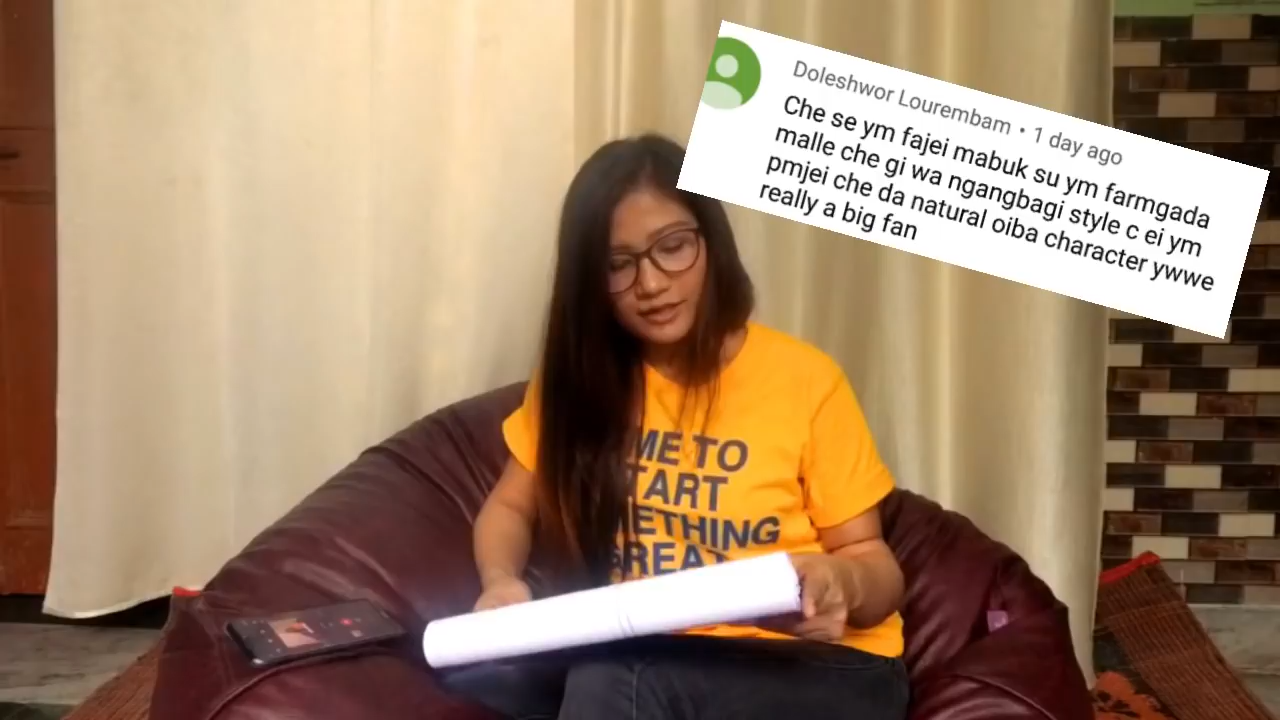 Doleshwor Lourembam • 1 day ago
Che se ym fajei mabuk su ym farmgada
malle che gi wa ngangbagi style c ei ym
pmjei che da natural oiba character ywwe
really a big fan
ME TO
TART
METHING
GREAT